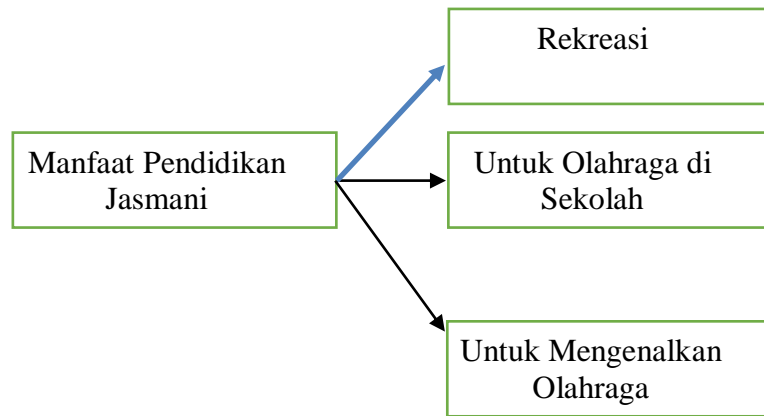 Rekreasi
Manfaat Pendidikan
Jasmani
Untuk Olahraga di
Sekolah
Untuk Mengenalkan
Olahraga